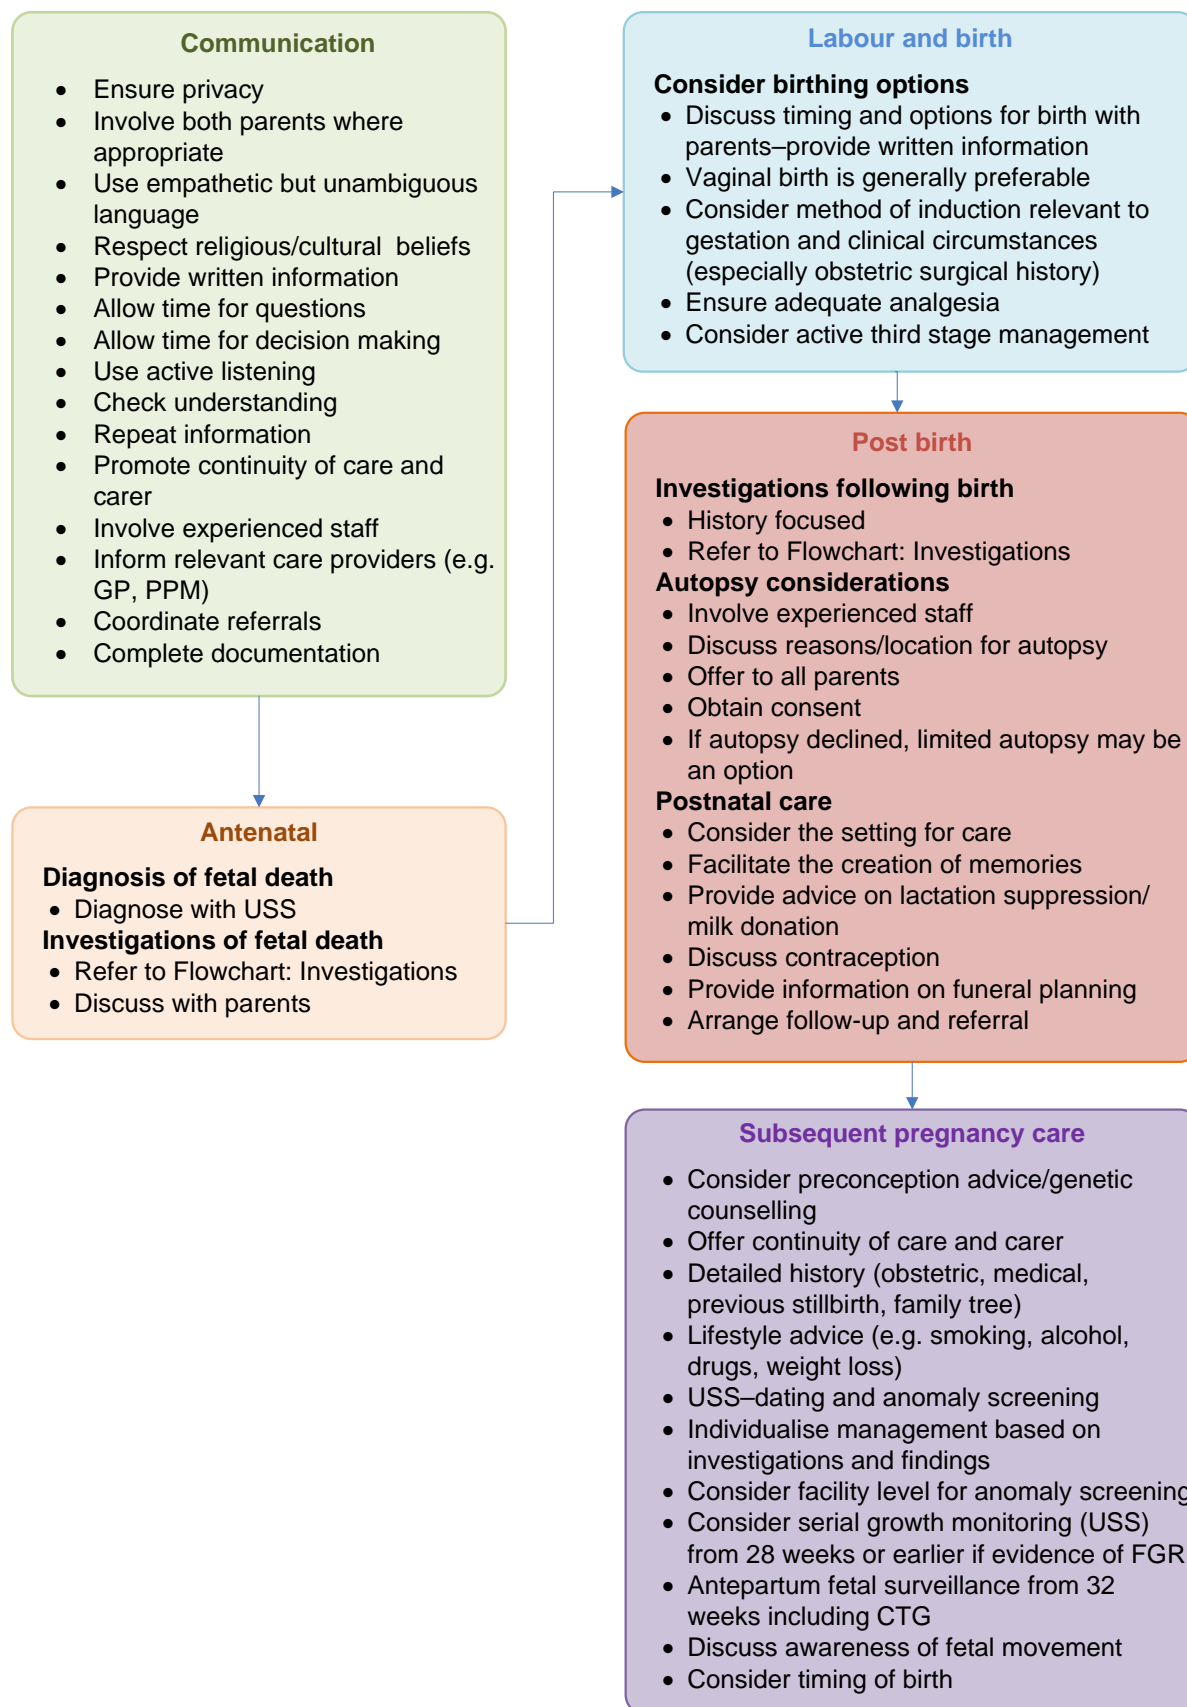 Communication
• Ensure privacy
• Involve both parents where
appropriate
• Use empathetic but unambiguous
language
• Respect religious/cultural  beliefs
• Provide written information
• Allow time for questions
• Allow time for decision making
• Use active listening
• Check understanding
• Repeat information
• Promote continuity of care and
carer
• Involve experienced staff
• Inform relevant care providers (e.g.
GP, PPM)
• Coordinate referrals
• Complete documentation
Antenatal
Diagnosis of fetal death
• Diagnose with USS
Investigations of fetal death
• Refer to Flowchart: Investigations
• Discuss with parents
Labour and birth
Consider birthing options
• Discuss timing and options for birth with
parents–provide written information
• Vaginal birth is generally preferable
• Consider method of induction relevant to
gestation and clinical circumstances
(especially obstetric surgical history)
• Ensure adequate analgesia
• Consider active third stage management
Post birth
Investigations following birth
• History focused
• Refer to Flowchart: Investigations
Autopsy considerations
• Involve experienced staff
• Discuss reasons/location for autopsy
• Offer to all parents
• Obtain consent
• If autopsy declined, limited autopsy may be
an option
Postnatal care
• Consider the setting for care
• Facilitate the creation of memories
• Provide advice on lactation suppression/
milk donation
• Discuss contraception
• Provide information on funeral planning
• Arrange follow-up and referral
Subsequent pregnancy care
• Consider preconception advice/genetic
counselling
• Offer continuity of care and carer
• Detailed history (obstetric, medical,
previous stillbirth, family tree)
• Lifestyle advice (e.g. smoking, alcohol,
drugs, weight loss)
• USS–dating and anomaly screening
• Individualise management based on
investigations and findings
• Consider facility level for anomaly screening
• Consider serial growth monitoring (USS)
from 28 weeks or earlier if evidence of FGR
• Antepartum fetal surveillance from 32
weeks including CTG
• Discuss awareness of fetal movement
• Consider timing of birth